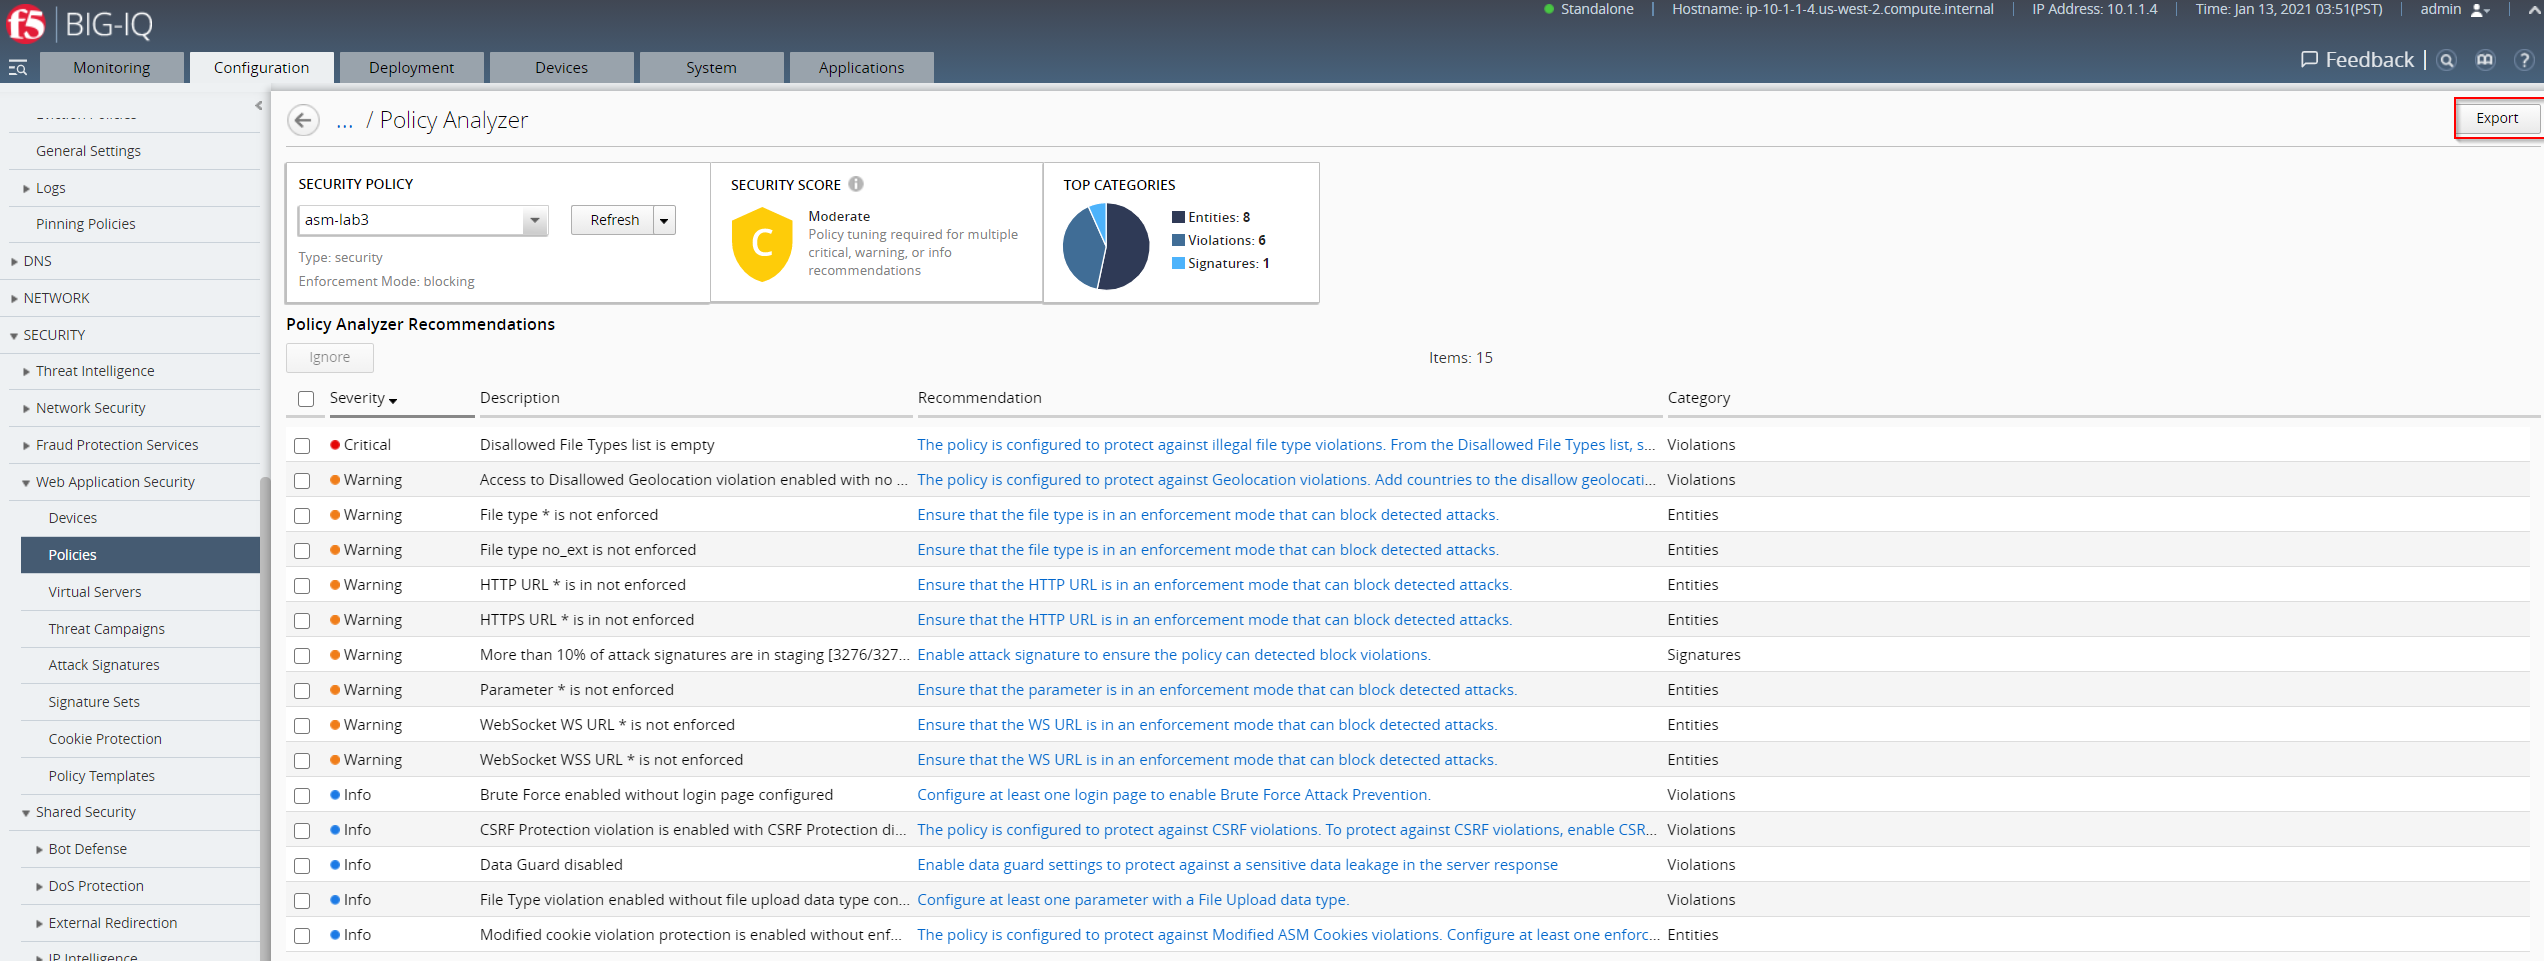 f5 BIG-IQ
Standalone Hostname: ip-10-1-1-4.us-west-2.compute.internal IP Address: 10.1.1.4 Time: Jan 13, 2021 03:51(PST) admin
Monitoring Configuration Deployment Devices System Applications
Feedback
Eviction Policies
General Settings
Logs
Pinning Policies
DNS
NETWORK
SECURITY
Threat Intelligence
Network Security
Fraud Protection Services
Web Application Security
Devices
Policies
Virtual Servers
Threat Campaigns
Attack Signatures
Signature Sets
Cookie Protection
Policy Templates
Shared Security
Bot Defense
DoS Protection
External Redirection
IP Intelligence
... / Policy Analyzer
Export
SECURITY POLICY
asm-lab3
Refresh
Type: security
Enforcement Mode: blocking
SECURITY SCORE i
C
Moderate
Policy tuning required for multiple
critical, warning, or info
recommendations
TOP CATEGORIES
Entities: 8
Violations: 6
Signatures: 1
Policy Analyzer Recommendations
Ignore
Items: 15
Severity Description Recommendation Category
Critical Disallowed File Types list is empty The policy is configured to protect against illegal file type violations. From the Disallowed File Types list, s... Violations
Warning Access to Disallowed Geolocation violation enabled with no ... The policy is configured to protect against Geolocation violations. Add countries to the disallow geolocati... Violations
Warning File type * is not enforced Ensure that the file type is in an enforcement mode that can block detected attacks. Entities
Warning File type no_ext is not enforced Ensure that the file type is in an enforcement mode that can block detected attacks. Entities
Warning HTTP URL * is in not enforced Ensure that the HTTP URL is in an enforcement mode that can block detected attacks. Entities
Warning HTTPS URL * is in not enforced Ensure that the HTTP URL is in an enforcement mode that can block detected attacks. Entities
Warning More than 10% of attack signatures are in staging [3276/327... Enable attack signature to ensure the policy can detected block violations. Signatures
Warning Parameter * is not enforced Ensure that the parameter is in an enforcement mode that can block detected attacks. Entities
Warning WebSocket WS URL * is not enforced Ensure that the WS URL is in an enforcement mode that can block detected attacks. Entities
Warning WebSocket WSS URL * is not enforced Ensure that the WS URL is in an enforcement mode that can block detected attacks. Entities
Info Brute Force enabled without login page configured Configure at least one login page to enable Brute Force Attack Prevention. Violations
Info CSRF Protection violation is enabled with CSRF Protection di... The policy is configured to protect against CSRF violations. To protect against CSRF violations, enable CSR... Violations
Info Data Guard disabled Enable data guard settings to protect against a sensitive data leakage in the server response Violations
Info File Type violation enabled without file upload data type con... Configure at least one parameter with a File Upload data type. Violations
Info Modified cookie violation protection is enabled without enf... The policy is configured to protect against Modified ASM Cookies violations. Configure at least one enforc... Entities